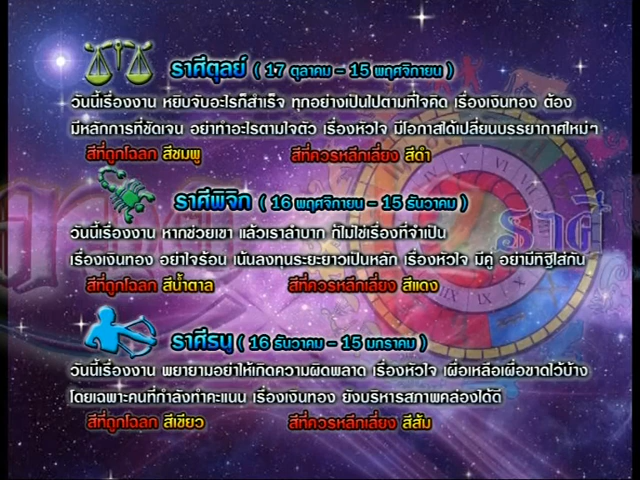 ราศีตุลย์ ( 17 ตุลาคม - 15 พฤศจิกายน )
วันนี้เรื่องงาน หยิบจับอะไรก็สำเร็จ ทุกอย่างเป็นไปตามที่ใจคิด เรื่องเงินทอง ต้อง
มีหลักการที่ชัดเจน อย่าทำอะไรตามใจตัว เรื่องหัวใจ มีโอกาสได้เปลี่ยนบรรยากาศใหม่ๆ
สีที่ถูกโฉลก สีชมพู สีที่ควรหลีกเลี่ยง สีดำ
ราศีพิจิก ( 16 พฤศจิกายน - 15 ธันวาคม )
วันนี้เรื่องงาน หากช่วยเขา แล้วเราลำบาก ก็ไม่ใช่เรื่องที่จำเป็น
เรื่องเงินทอง อย่าใจร้อน เน้นลงทุนระยะยาวเป็นหลัก เรื่องหัวใจ มีคู่ อย่ามีทิฐิใส่กัน
สีที่ถูกโฉลก สีน้ำตาล สีที่ควรหลีกเลี่ยง สีแดง
ราศีธนู ( 16 ธันวาคม - 15 มกราคม )
วันนี้เรื่องงาน พยายามอย่าให้เกิดความผิดพลาด เรื่องหัวใจ เผื่อเหลือเผื่อขาดไว้บ้าง
โดยเฉพาะคนที่กำลังทำคะแนน เรื่องเงินทอง ยังบริหารสภาพคล่องได้ดี
สีที่ถูกโฉลก สีเขียว สีที่ควรหลีกเลี่ยง สีส้ม
ราศี